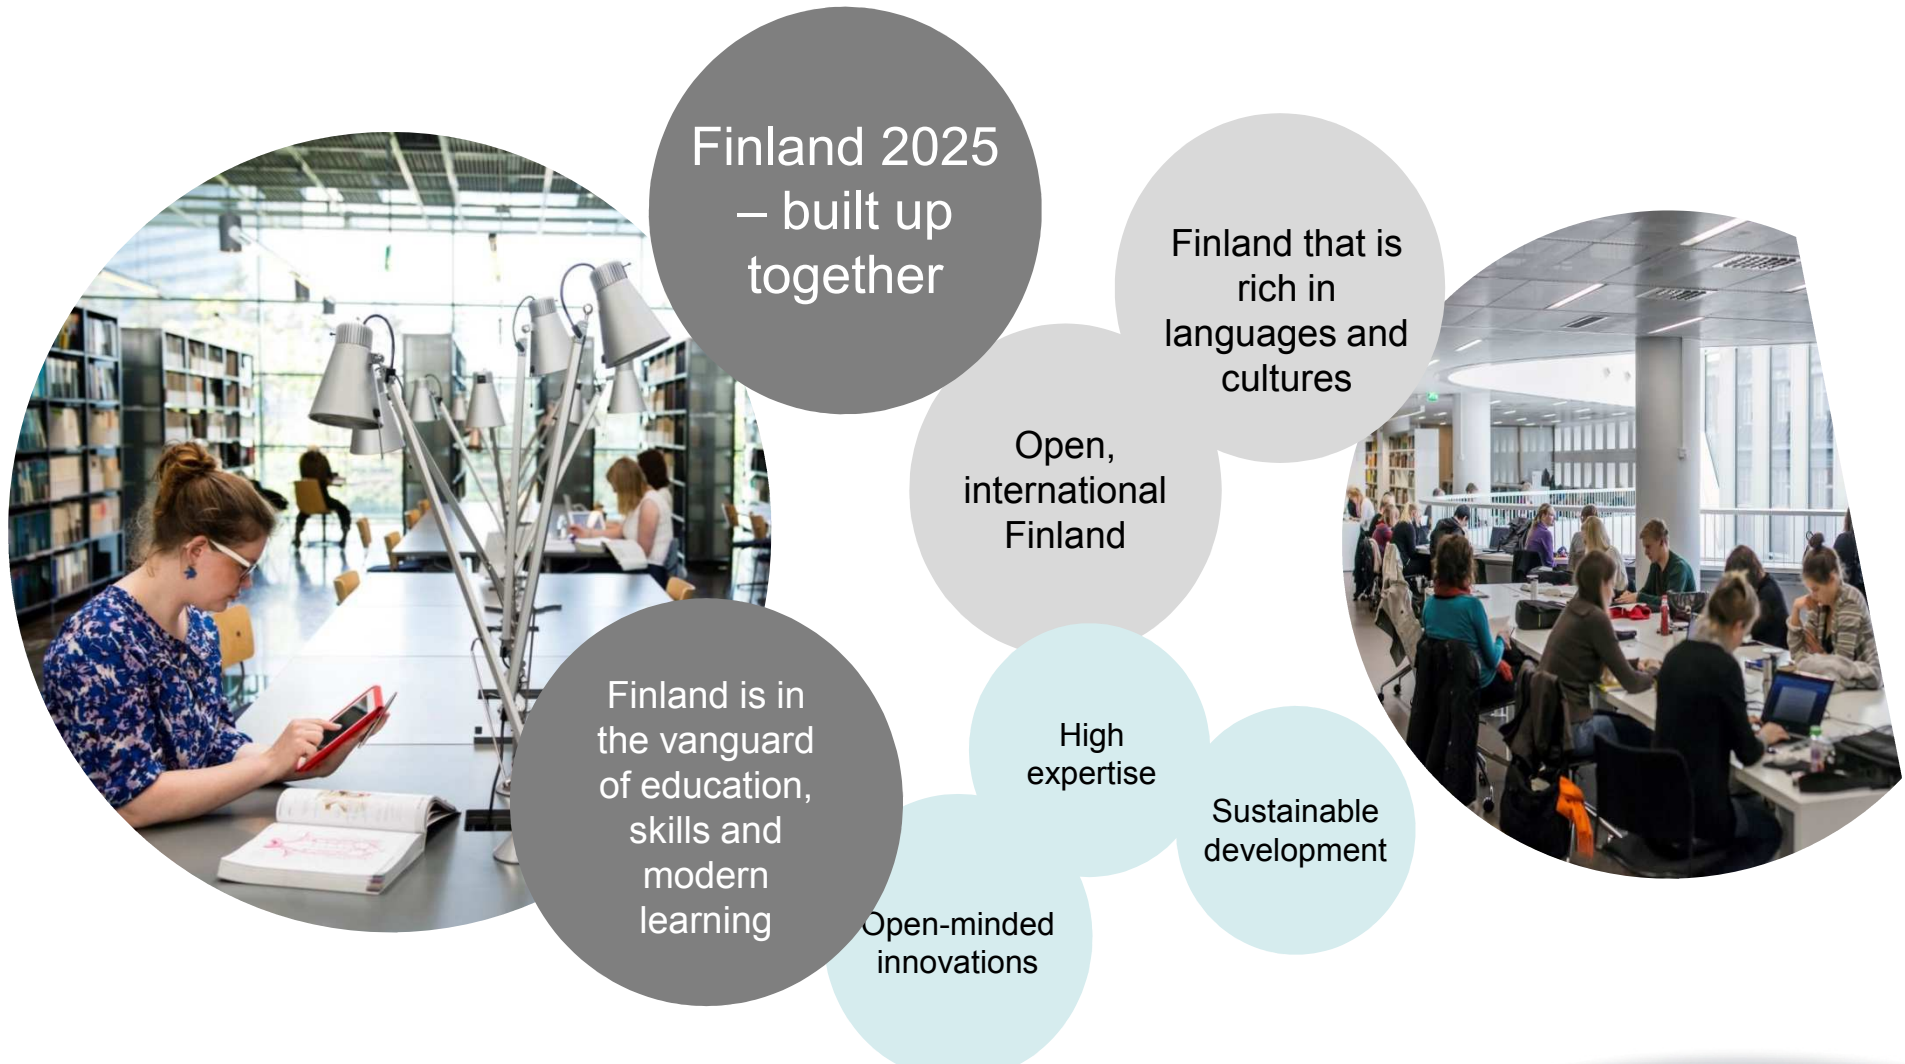 Finland 2025
– built up
together
Finland that is
rich in
languages and
cultures
Open,
international
Finland
Finland is in
the vanguard
of education,
skills and
modern
learning
High
expertise
Sustainable
development
Open-minded
innovations